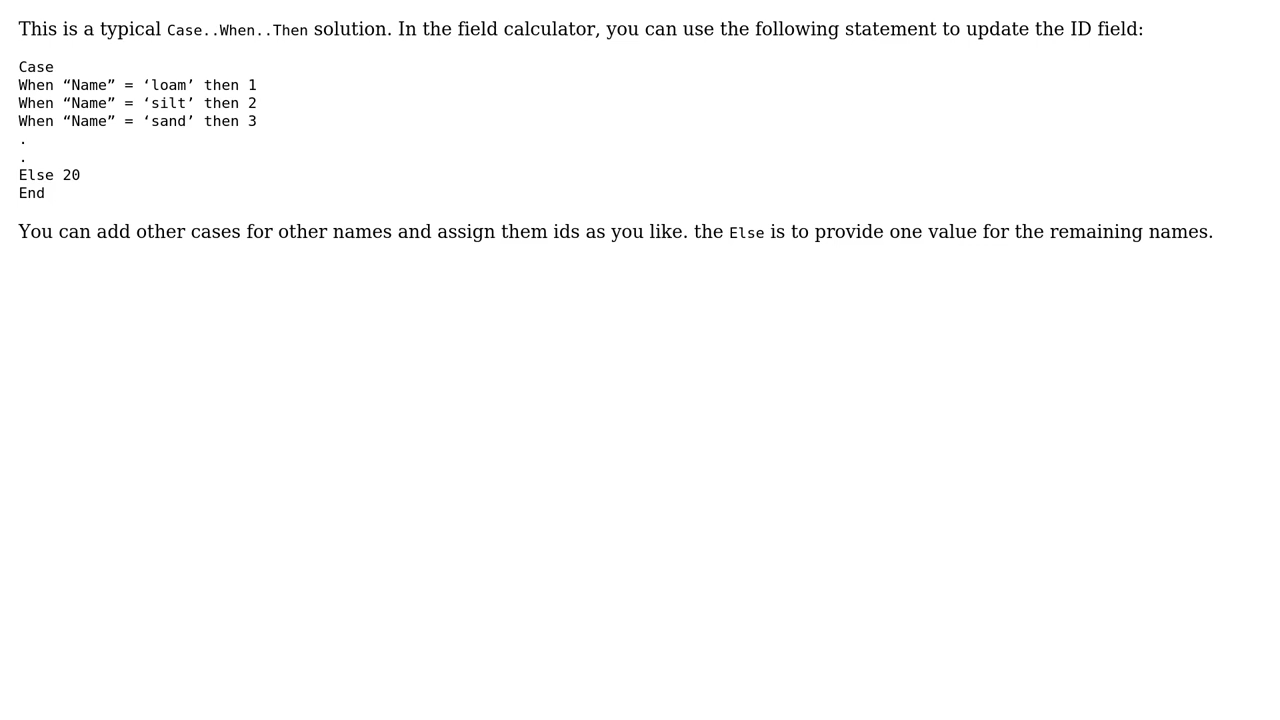 This is a typical Case..When..Then solution. In the field calculator, you can use the following statement to update the ID field:
Case
When “Name” = ‘loam’ then 1
When “Name” = ‘silt’ then 2
When “Name” = ‘sand’ then 3
.
.
Else 20
End
You can add other cases for other names and assign them ids as you like. the Else is to provide one value for the remaining names.